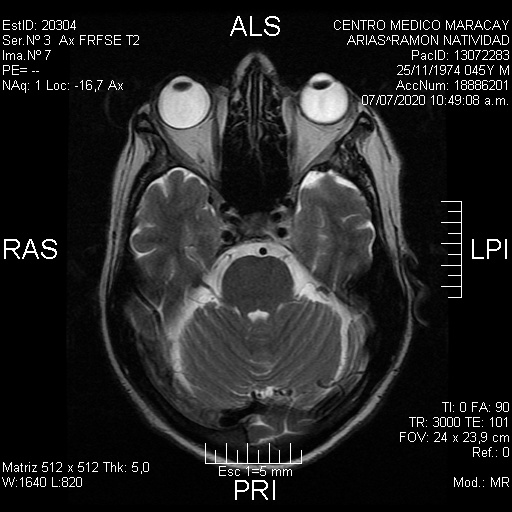 EstID: 20304
Ser.Nº 3 Ax FRFSE T2
Ima.Nº 7
PE= --
NAq: 1 Loc: -16,7 Ax
ALS
CENTRO MEDICO MARACAY
ARIAS^RAMON NATIVIDAD
PacID: 13072283
25/11/1974 045Y M
AccNum: 18886201
07/07/2020 10:49:08 a.m.
RAS
LPI
TI: 0 FA: 90
TR: 3000 TE: 101
FOV: 24 x 23,9 cm
Ref.: 0
Matriz 512 x 512 Thk: 5,0
W:1640 L:820
Esc 1=5 mm
PRI
Mod.: MR